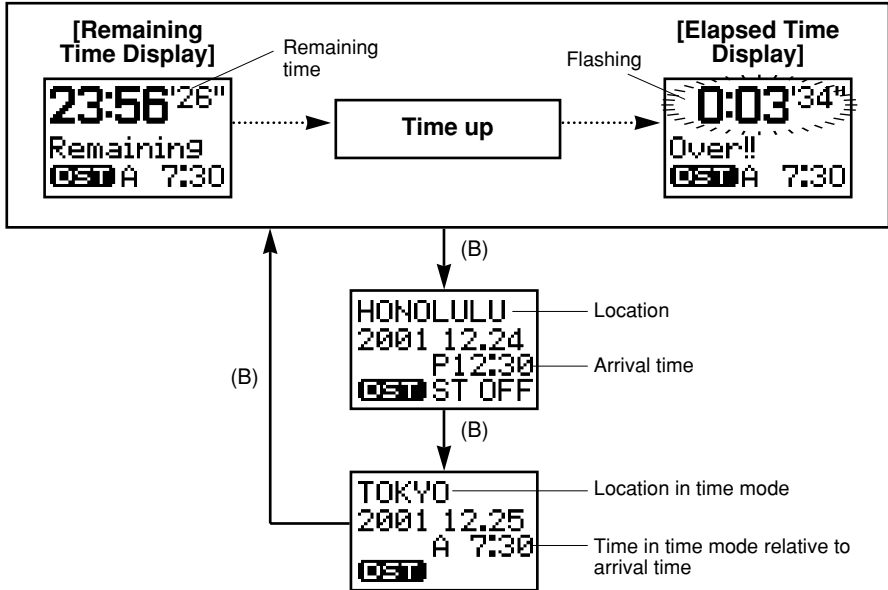 [Remaining
Time Display]
Remaining
time
23:56'26"
Remaining
DST A 7:30
Time up
[Elapsed Time
Display]
Flashing
0:03'34"
Over!!
DST A 7:30
(B)
HONOLULU
Location
2001 12.24
P12:30
Arrival time
DST ST OFF
(B)
(B)
TOKYO
Location in time mode
2001 12.25
A 7:30
Time in time mode relative to
arrival time
DST